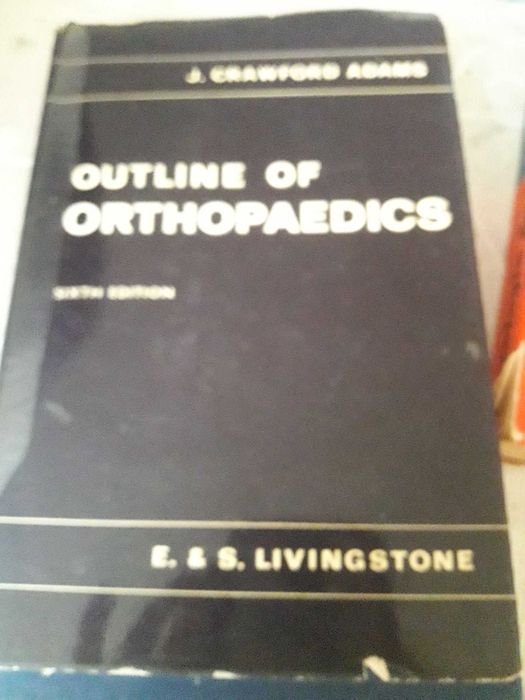 J. CRAWFORD ADAMS
OUTLINE OF
ORTHOPAEDICS
SIXTH EDITION
E. & S. LIVINGSTONE